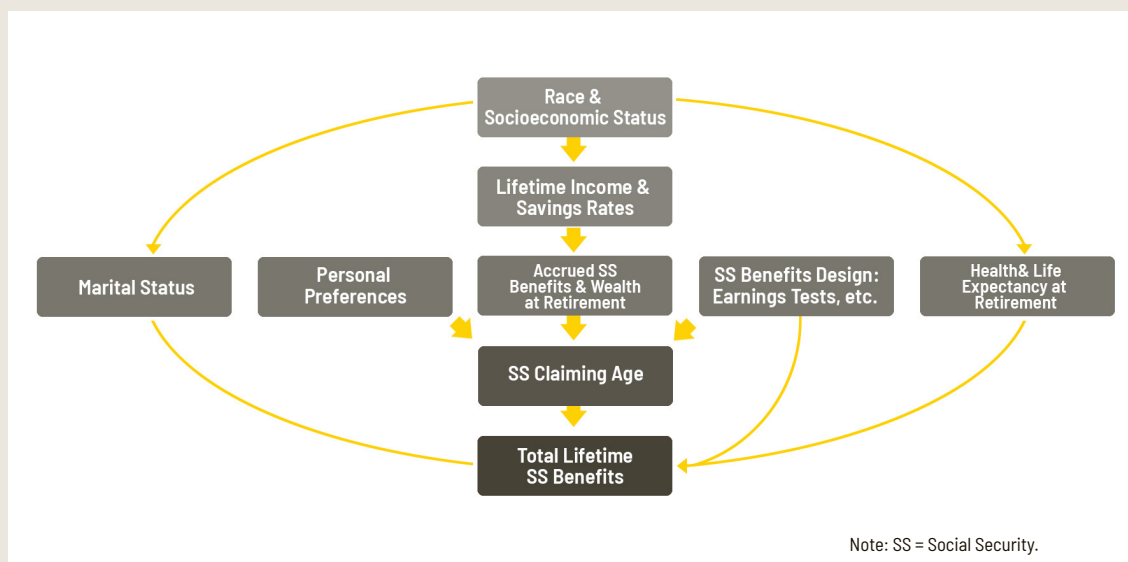 Race &
Socioeconomic Status
Lifetime Income &
Savings Rates
Marital Status
Personal
Preferences
Accrued SS
Benefits & Wealth
at Retirement
SS Benefits Design:
Earnings Tests, etc.
Health& Life
Expectancy at
Retirement
SS Claiming Age
Total Lifetime
SS Benefits
Note: SS = Social Security.